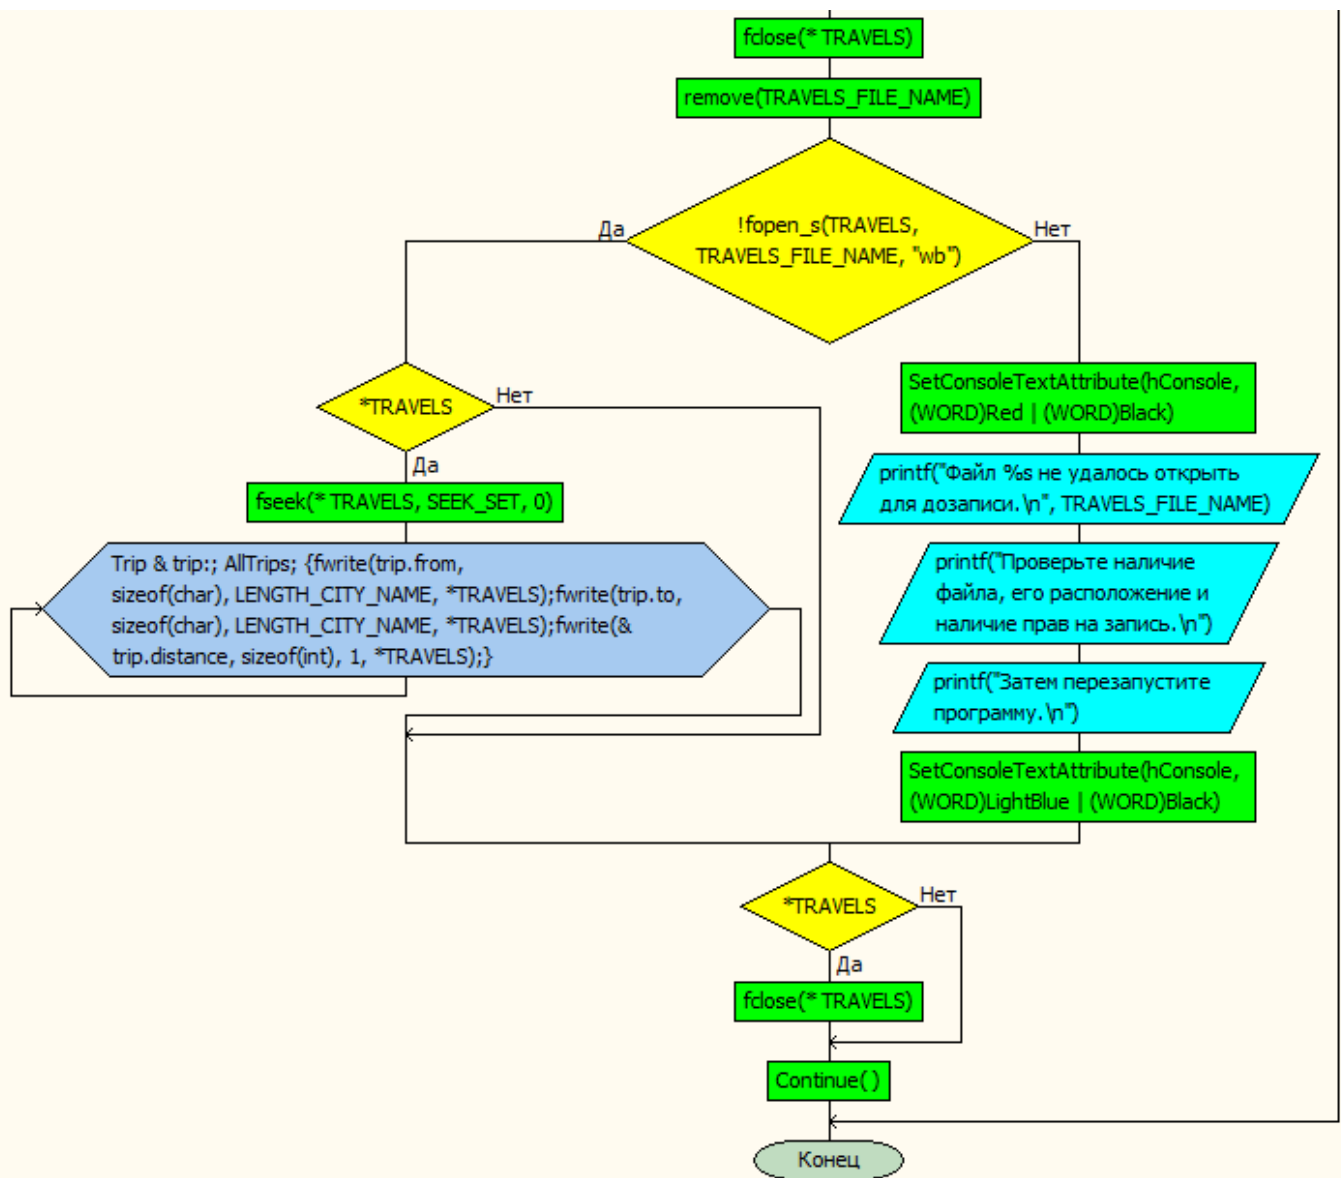 fclose(* TRAVELS)
remove(TRAVELS_FILE_NAME)
!fopen_s(TRAVELS,
TRAVELS_FILE_NAME, "wb")
Да
Нет
*TRAVELS
Нет
Да
fseek(* TRAVELS, SEEK_SET, 0)
Trip & trip:; AllTrips; {fwrite(trip.from,
sizeof(char), LENGTH_CITY_NAME, *TRAVELS);fwrite(trip.to,
sizeof(char), LENGTH_CITY_NAME, *TRAVELS);fwrite(&
trip.distance, sizeof(int), 1, *TRAVELS);}
SetConsoleTextAttribute(hConsole,
(WORD)Red | (WORD)Black)
printf("Файл %s не удалось открыть
для дозаписи.\n", TRAVELS_FILE_NAME)
printf("Проверьте наличие
файла, его расположение и
наличие прав на запись.\n")
printf("Затем перезапустите
программу.\n")
SetConsoleTextAttribute(hConsole,
(WORD)LightBlue | (WORD)Black)
*TRAVELS
Нет
Да
fclose(* TRAVELS)
Continue( )
Конец